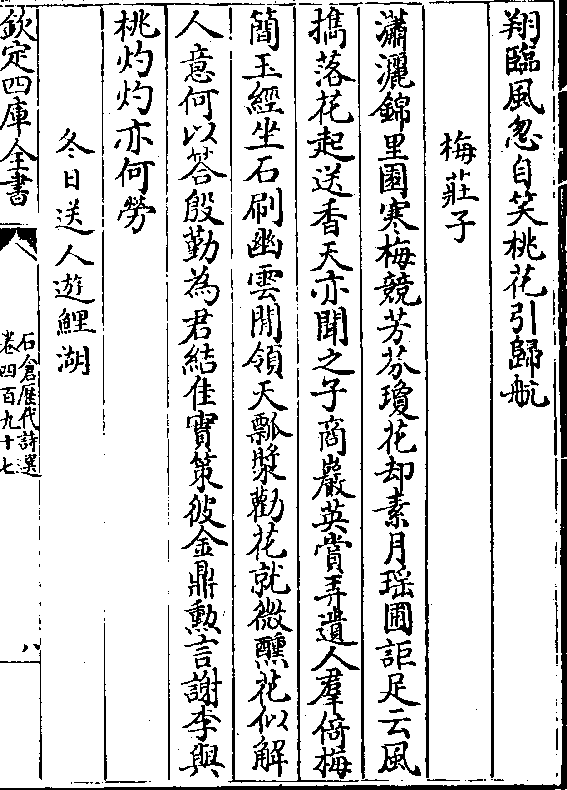 翔臨風忽自笑桃花引歸航
梅莊子
瀟灑錦里園寒梅競芳芬瓊花却素月瑶圃詎足云風
擕落花起送香天亦聞之子商巖英賞弄遺人羣倚梅
簡玉經坐石刷幽雲閒領天瓢漿勸花就微醺花似解
人意何以答殷勤為君結佳實策彼金鼎勲言謝李與
桃灼灼亦何勞
冬日送人遊鯉湖
欽定四庫全書
石倉歴代詩選
卷四百九十七
八